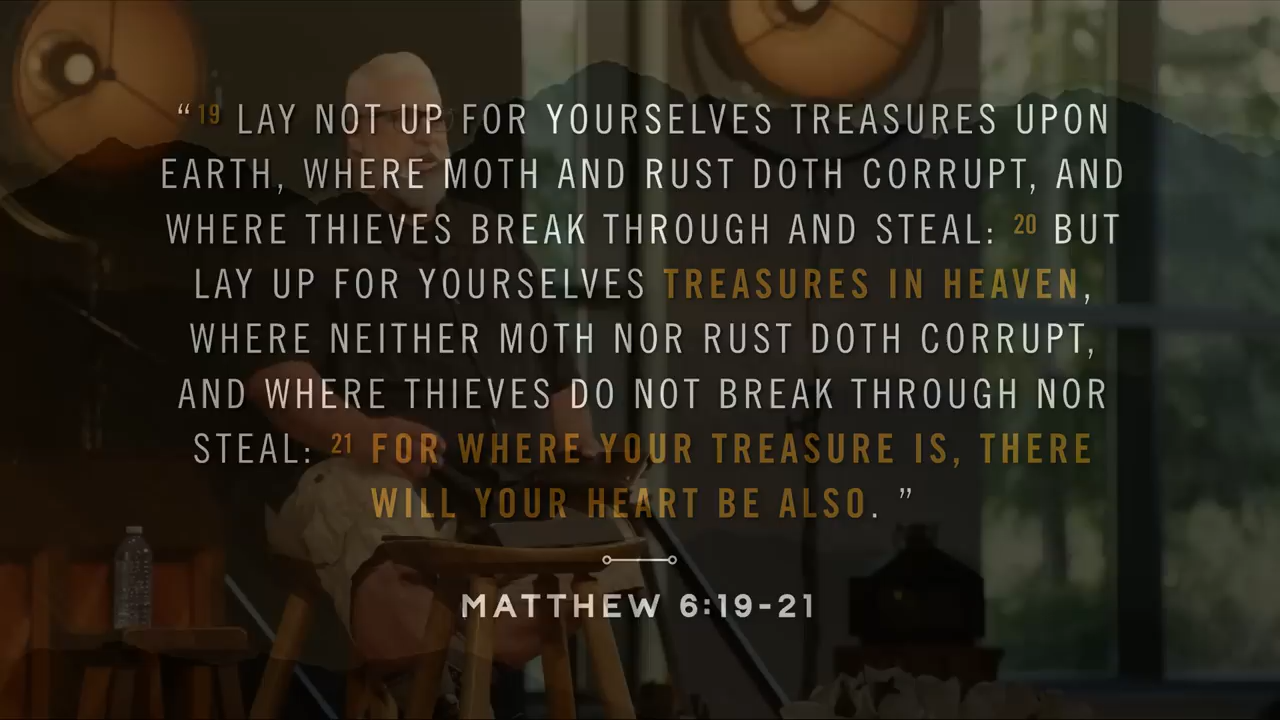 “19 LAY NOT UP FOR YOURSELVES TREASURES UPON
EARTH, WHERE MOTH AND RUST DOTH CORRUPT, AND
WHERE THIEVES BREAK THROUGH AND STEAL: 20 BUT
LAY UP FOR YOURSELVES TREASURES IN HEAVEN,
WHERE NEITHER MOTH NOR RUST DOTH CORRUPT,
AND WHERE THIEVES DO NOT BREAK THROUGH NOR
STEAL: 21 FOR WHERE YOUR TREASURE IS, THERE
WILL YOUR HEART BE ALSO. ”
MATTHEW 6:19-21